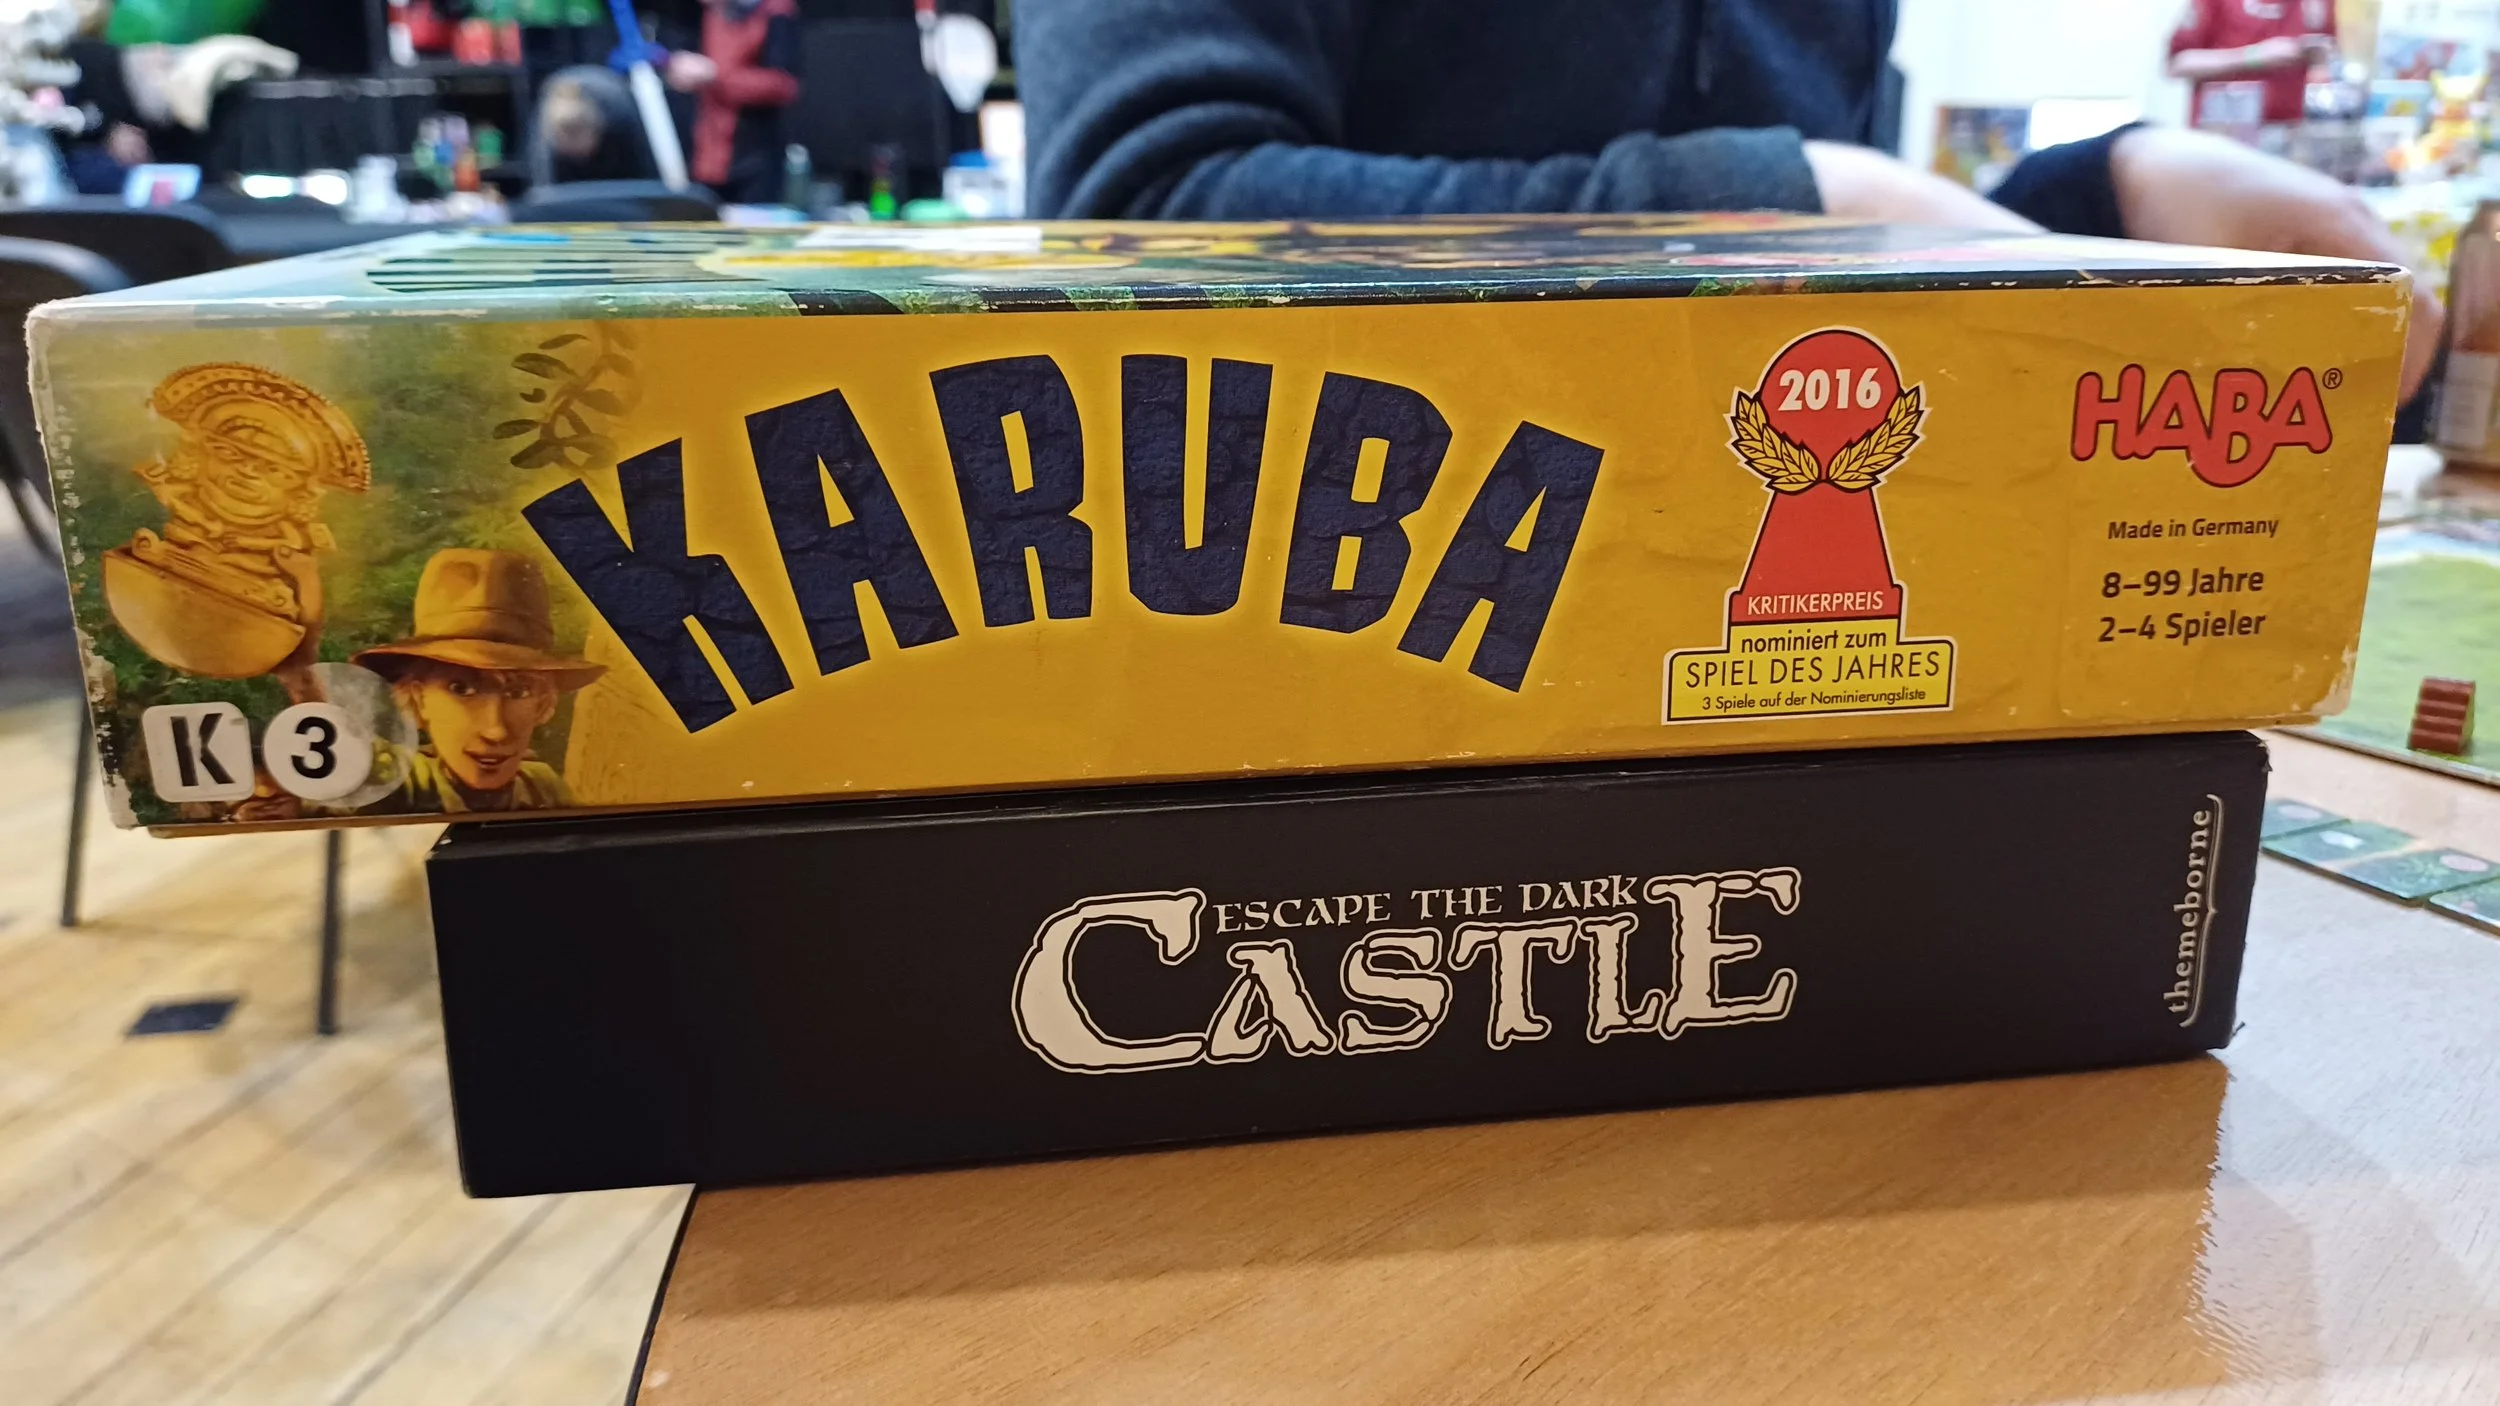 KARUBA
2016
KRITIKERPREIS
nominiert zum
SPIEL DES JAHRES
3 Spiele auf der Nominierungsliste
HABA®
Made in Germany
8–99 Jahre
2–4 Spieler
K 3
ESCAPE THE DARK
CASTLE
themeborne